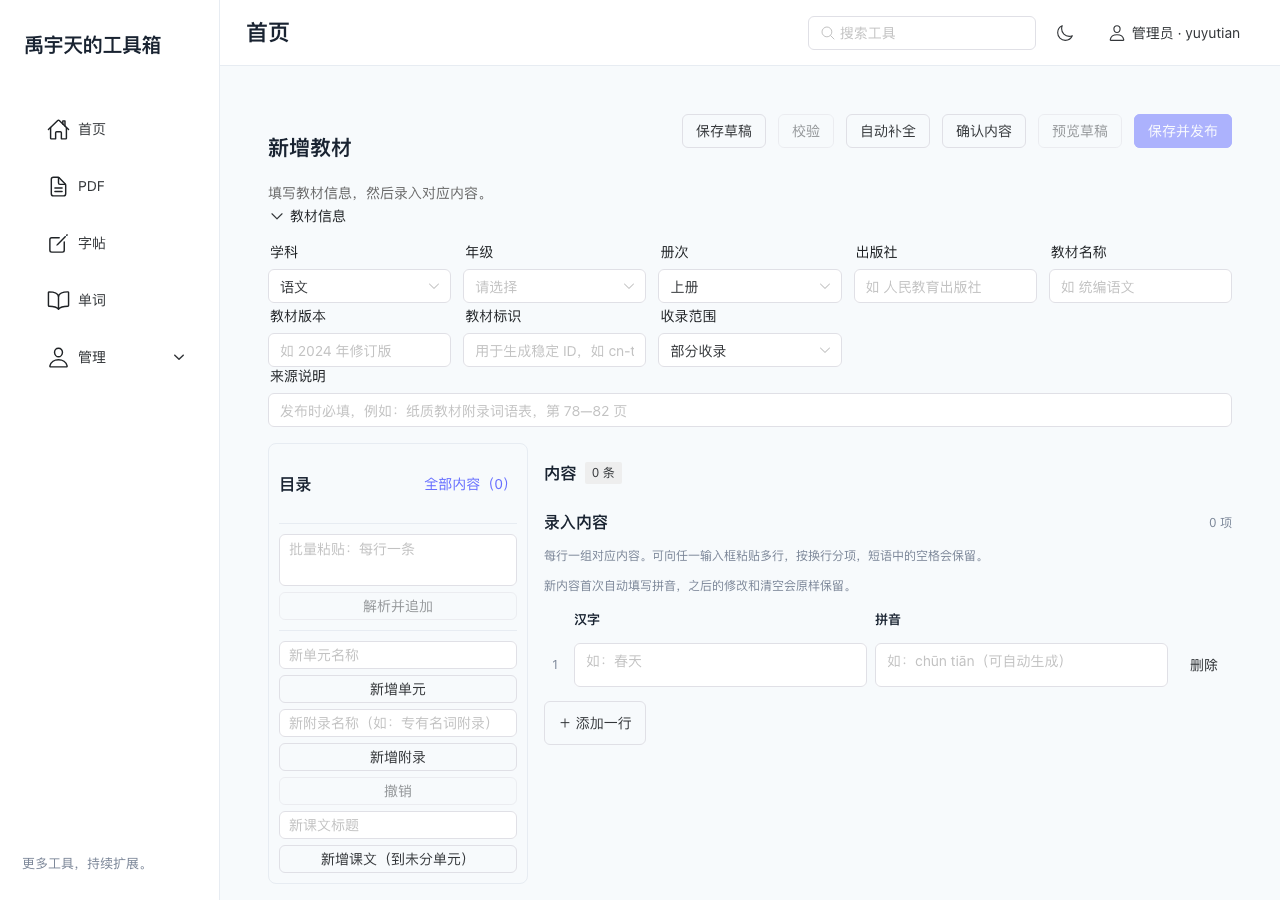 禹宇天的工具箱
首页
PDF
字帖
单词
管理
更多工具，持续扩展。
首页
搜索工具
管理员 · yuyutian
新增教材
保存草稿
校验
自动补全
确认内容
预览草稿
保存并发布
填写教材信息，然后录入对应内容。
教材信息
学科 年级 册次 出版社 教材名称
语文 请选择 上册 如 人民教育出版社 如 统编语文
教材版本 教材标识 收录范围
如 2024 年修订版 用于生成稳定 ID，如 cn-t 部分收录
来源说明
发布时必填，例如：纸质教材附录词语表，第 78—82 页
目录
全部内容（0）
批量粘贴：每行一条
解析并追加
新单元名称
新增单元
新附录名称（如：专有名词附录）
新增附录
撤销
新课文标题
新增课文（到未分单元）
内容 0 条
录入内容
0 项
每行一组对应内容。可向任一输入框粘贴多行，按换行分项，短语中的空格会保留。
新内容首次自动填写拼音，之后的修改和清空会原样保留。
汉字 拼音
1 如：春天 如：chūn tiān（可自动生成） 删除
+ 添加一行